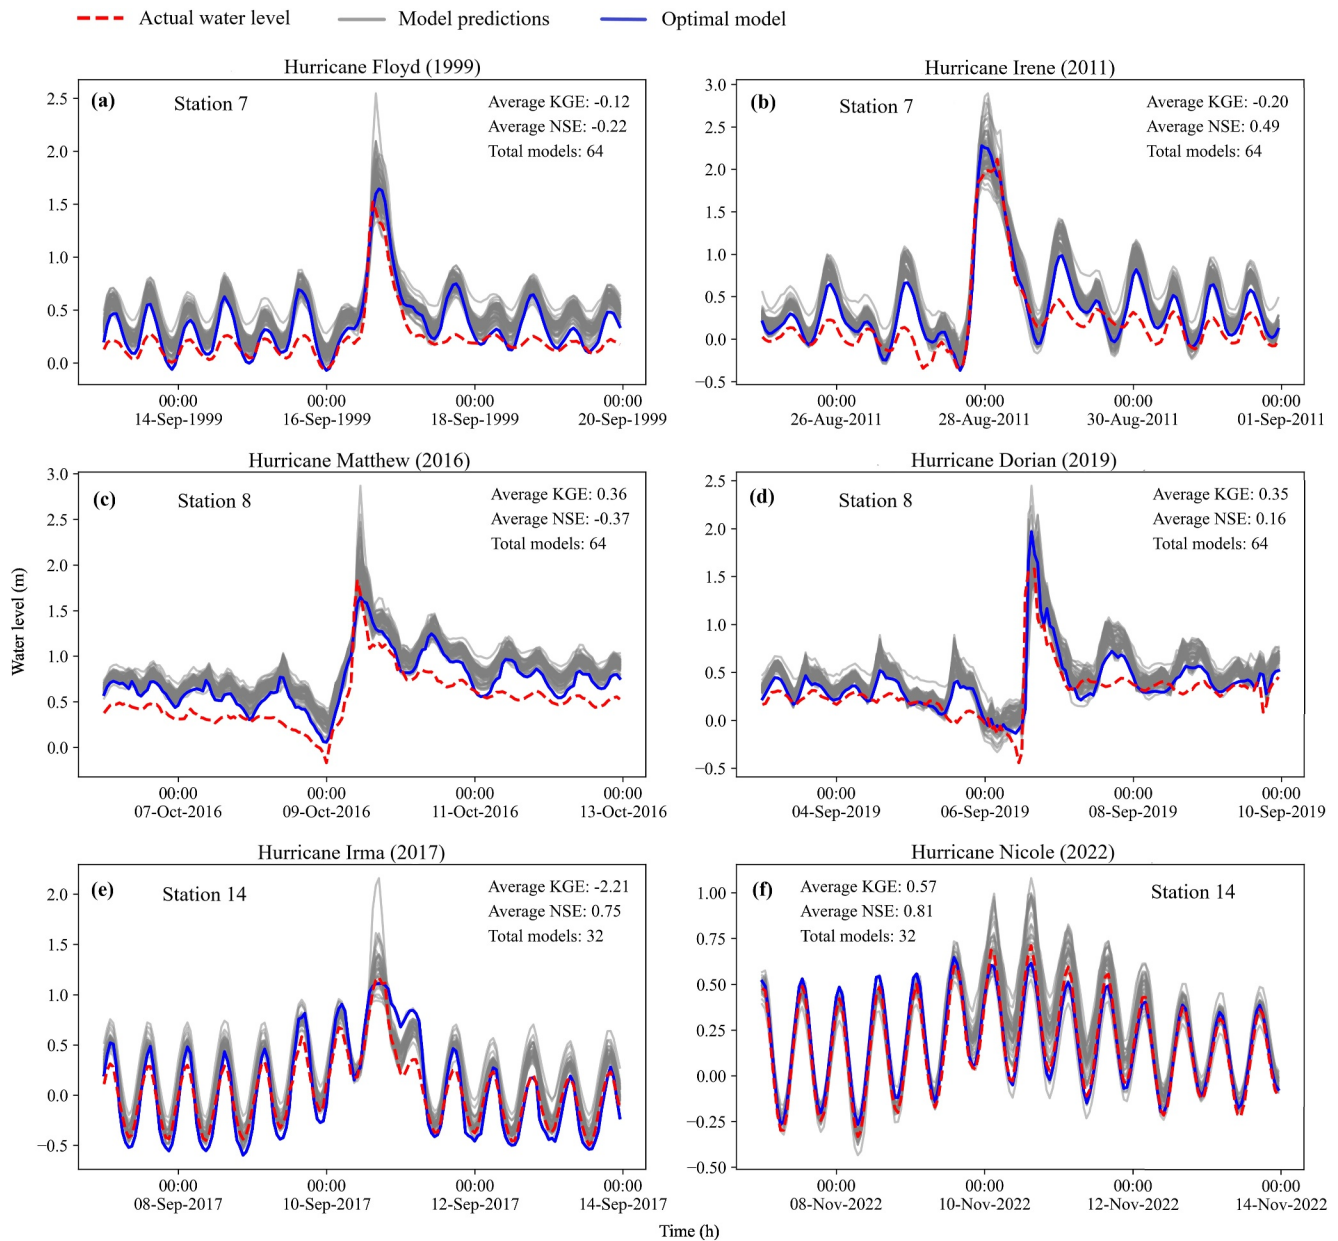 Actual water level Model predictions Optimal model
Hurricane Floyd (1999)
(a) Station 7
Average KGE: -0.12
Average NSE: -0.22
Total models: 64
2.5
2.0
1.5
1.0
0.5
0.0
00:00 00:00 00:00 00:00
14-Sep-1999 16-Sep-1999 18-Sep-1999 20-Sep-1999
Hurricane Irene (2011)
(b) Station 7
Average KGE: -0.20
Average NSE: 0.49
Total models: 64
3.0
2.5
2.0
1.5
1.0
0.5
0.0
−0.5
00:00 00:00 00:00 00:00
26-Aug-2011 28-Aug-2011 30-Aug-2011 01-Sep-2011
Hurricane Matthew (2016)
(c) Station 8
Average KGE: 0.36
Average NSE: -0.37
Total models: 64
3.0
2.5
2.0
1.5
1.0
0.5
0.0
00:00 00:00 00:00 00:00
07-Oct-2016 09-Oct-2016 11-Oct-2016 13-Oct-2016
Water level (m)
Hurricane Dorian (2019)
(d) Station 8
Average KGE: 0.35
Average NSE: 0.16
Total models: 64
2.5
2.0
1.5
1.0
0.5
0.0
−0.5
00:00 00:00 00:00 00:00
04-Sep-2019 06-Sep-2019 08-Sep-2019 10-Sep-2019
Hurricane Irma (2017)
(e) Station 14
Average KGE: -2.21
Average NSE: 0.75
Total models: 32
2.0
1.5
1.0
0.5
0.0
−0.5
00:00 00:00 00:00 00:00
08-Sep-2017 10-Sep-2017 12-Sep-2017 14-Sep-2017
Hurricane Nicole (2022)
(f) Average KGE: 0.57 Station 14
Average NSE: 0.81
Total models: 32
1.00
0.75
0.50
0.25
0.00
−0.25
−0.50
00:00 00:00 00:00 00:00
08-Nov-2022 10-Nov-2022 12-Nov-2022 14-Nov-2022
Time (h)